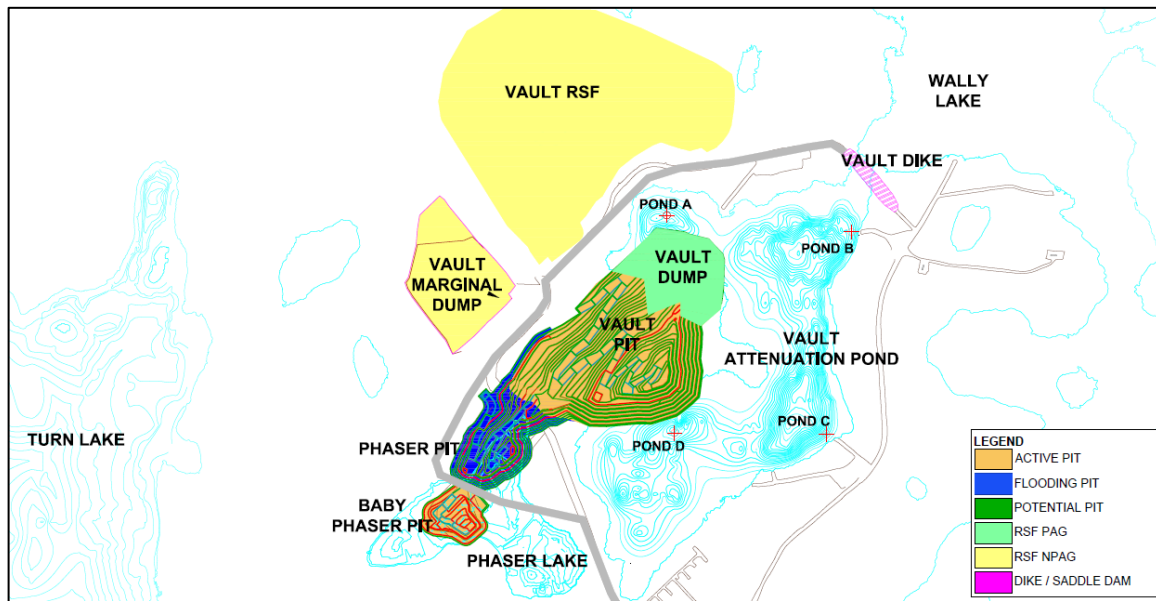 VAULT RSF
WALLY
LAKE
VAULT DIKE
POND A
POND B
VAULT
MARGINAL
DUMP
VAULT
DUMP
VAULT
PIT
VAULT
ATTENUATION POND
TURN LAKE
PHASER PIT
POND D
POND C
BABY
PHASER PIT
PHASER LAKE
LEGEND
ACTIVE PIT
FLOODING PIT
POTENTIAL PIT
RSF PAG
RSF NPAG
DIKE / SADDLE DAM